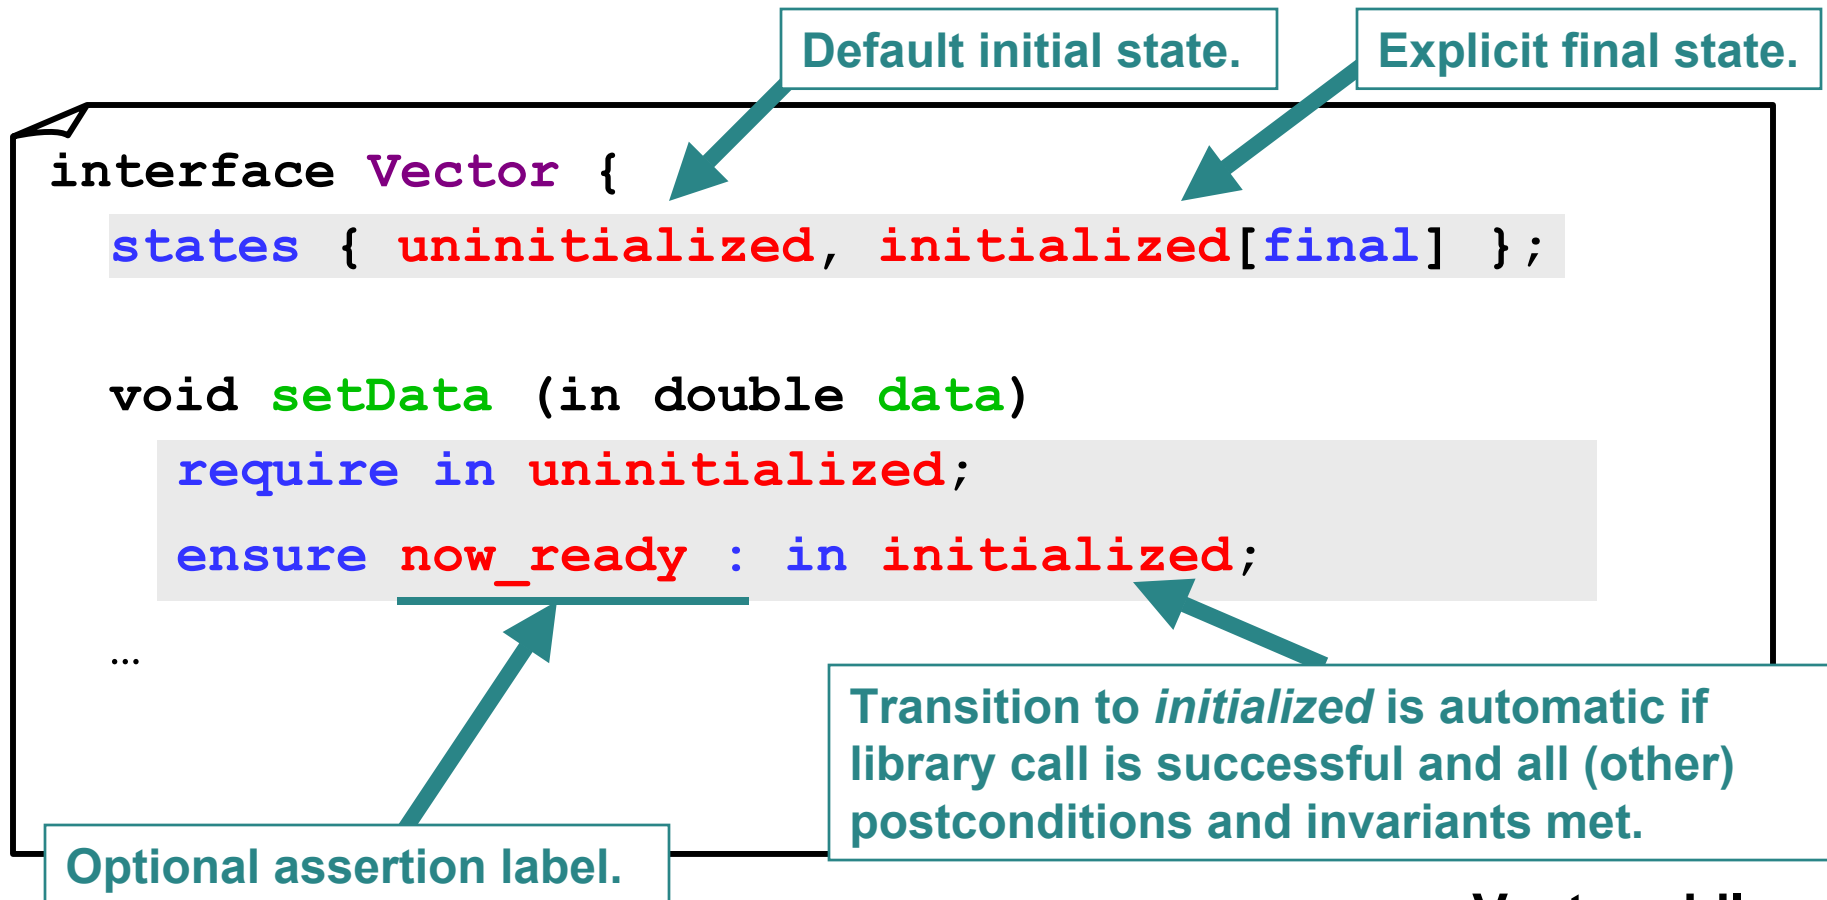 Default initial state.
Explicit final state.
interface Vector {
states { uninitialized, initialized[final] };
void setData (in double data)
require in uninitialized;
ensure now_ready : in initialized;
…
Transition to initialized is automatic if
library call is successful and all (other)
postconditions and invariants met.
Optional assertion label.